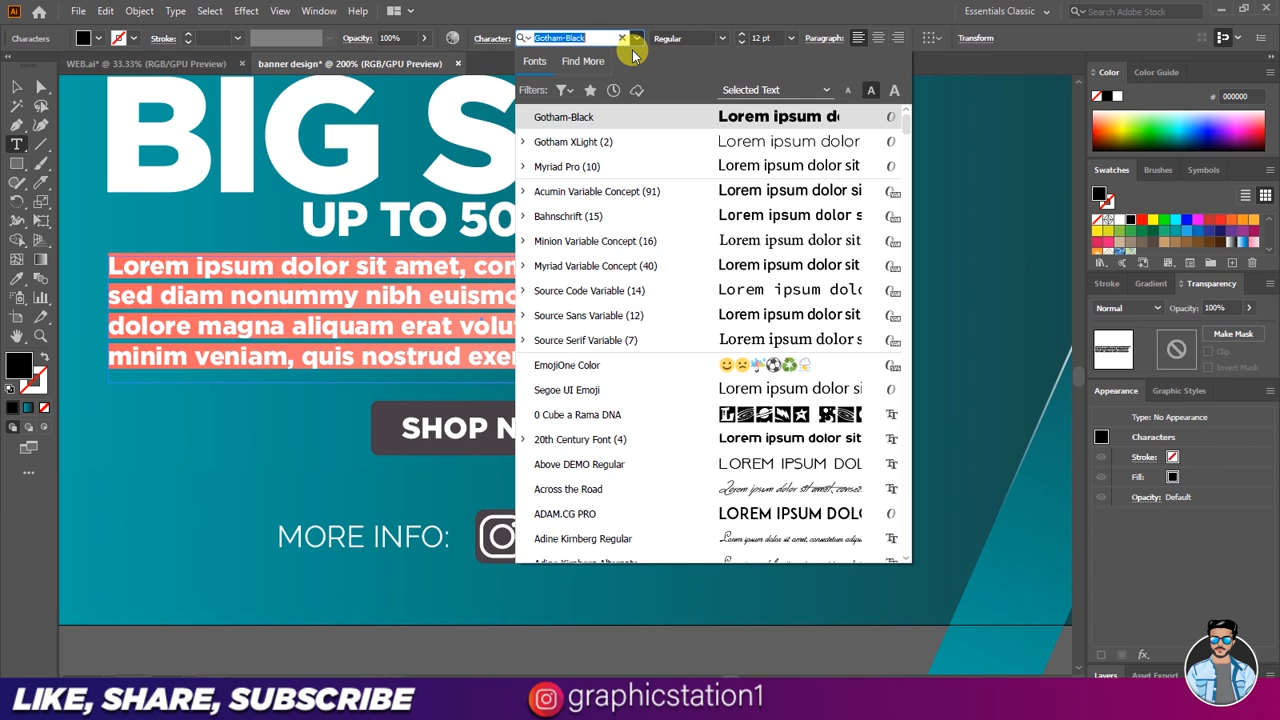 Ai File Edit Object Type Select Effect View Window Help Essentials Classic Search Adobe Stock
Characters Stroke: Opacity: 100% Character: Gotham-Black Regular 12 pt Paragraph: Transform
WEB.ai* @ 33.33% (RGB/GPU Preview) × banner design* @ 200% (RGB/GPU Preview) ×
Fonts Find More
Filters: Selected Text
Gotham-Black Lorem ipsum d
Gotham XLight (2) Lorem ipsum dolor
Myriad Pro (10) Lorem ipsum dolor sit
Acumin Variable Concept (91) Lorem ipsum dolor si
Bahnschrift (15) Lorem ipsum dolor s
Minion Variable Concept (16) Lorem ipsum dolor sit
Myriad Variable Concept (40) Lorem ipsum dolor sit
Source Code Variable (14) Lorem ipsum dolo
Source Sans Variable (12) Lorem ipsum dolor sit
Source Serif Variable (7) Lorem ipsum dolor s
EmojiOne Color
Segoe UI Emoji Lorem ipsum dolor si
0 Cube a Rama DNA
20th Century Font (4) Lorem ipsum dolor sit
Above DEMO Regular LOREM IPSUM DOL
Across the Road Lorem ipsum dolor sit amet, consec
ADAM.CG PRO LOREM IPSUM DOLO
Adine Kirnberg Regular Lorem ipsum dolor sit amet, consectetur adipi
Adine Kirnberg Alternate
BIG S
UP TO 50
Lorem ipsum dolor sit amet, con
sed diam nonummy nibh euismo
dolore magna aliquam erat volut
minim veniam, quis nostrud exer
SHOP N
MORE INFO:
Color Color Guide
# 000000
Swatches Brushes Symbols
Stroke Gradient Transparency
Normal Opacity: 100%
Make Mask
Clip
Invert Mask
Appearance Graphic Styles
Type: No Appearance
Characters
Stroke:
Fill:
Opacity: Default
fx
Layers Asset Export
LIKE, SHARE, SUBSCRIBE graphicstation1